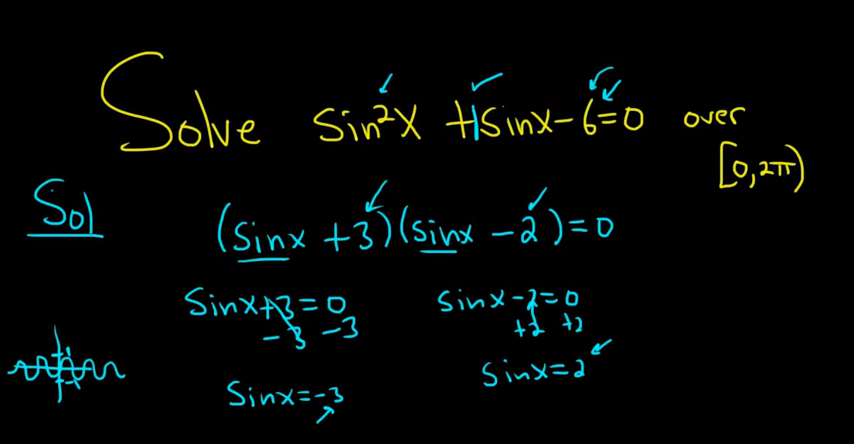 Solve sin²x + 1sinx - 6 = 0 over
[0, 2π)
Sol
(sinx + 3)(sinx - 2) = 0
sinx + 3 = 0 sinx - 2 = 0
- 3 - 3 +2 +2
sinx = -3 sinx = 2